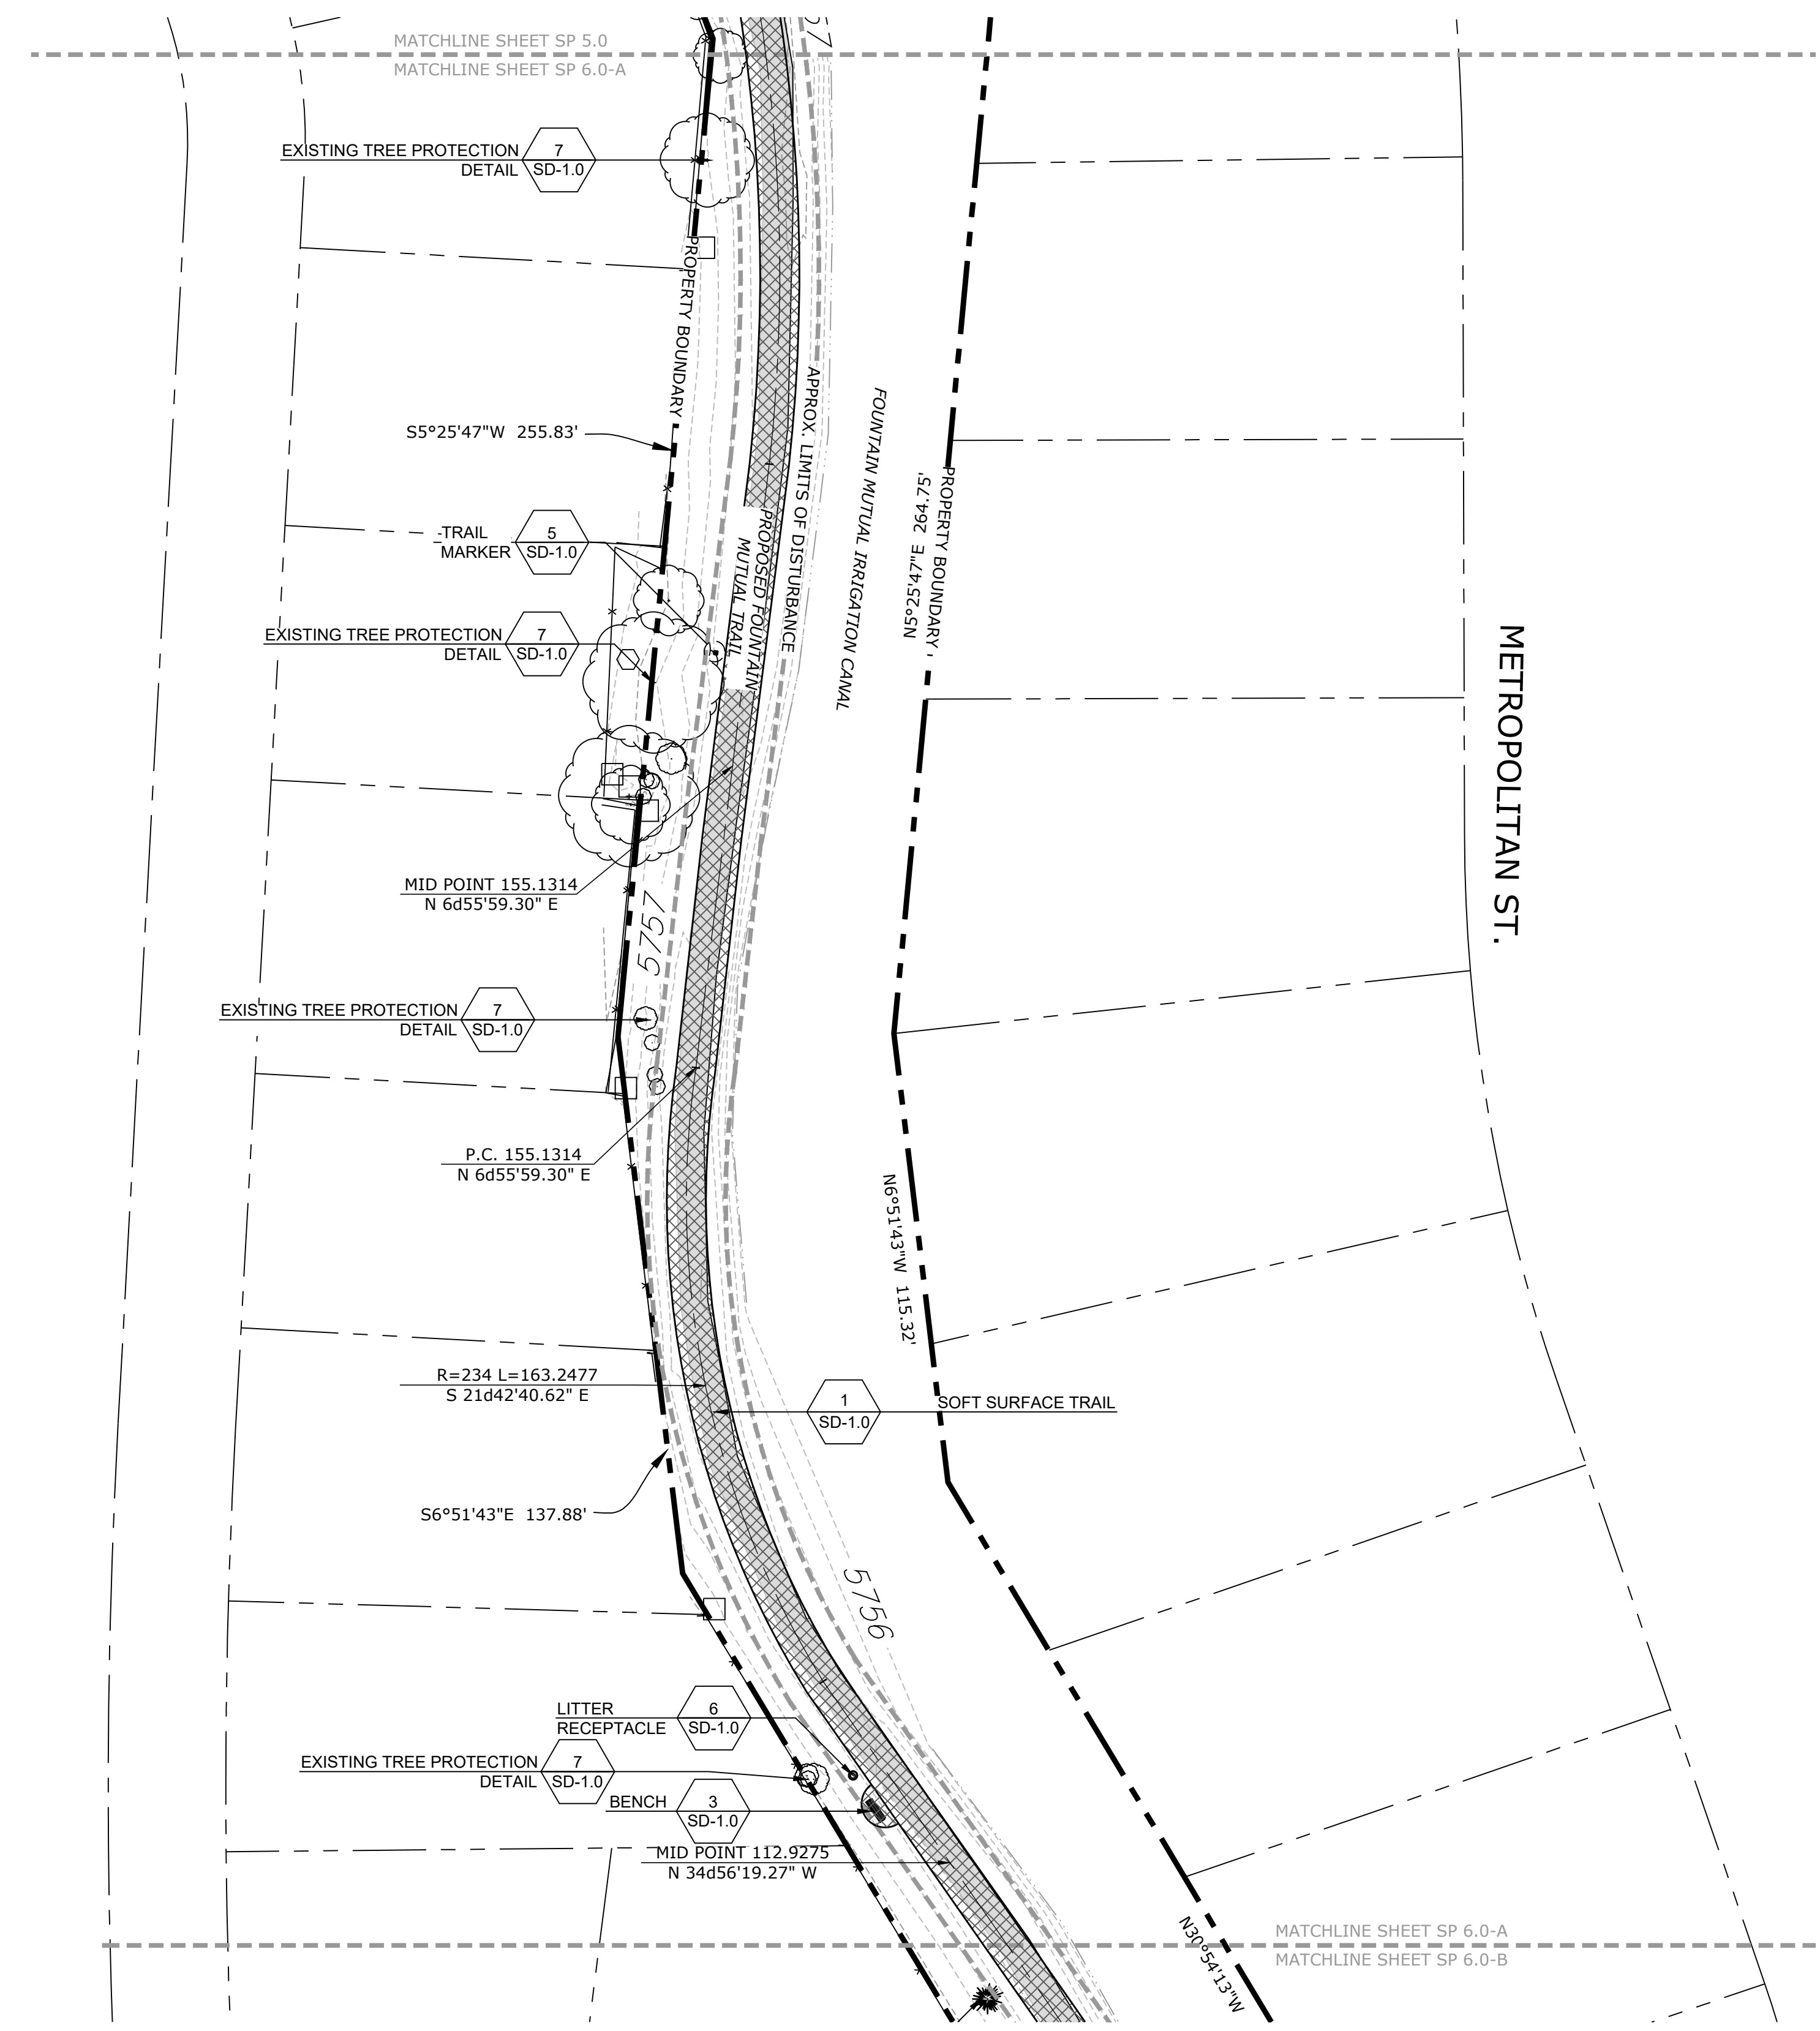 MATCHLINE SHEET SP 5.0
MATCHLINE SHEET SP 6.0-A
EXISTING TREE PROTECTION
DETAIL
7
SD-1.0
PROPERTY BOUNDARY
APPROX. LIMITS OF DISTURBANCE
FOUNTAIN MUTUAL IRRIGATION CANAL
PROPERTY BOUNDARY
N5°25'47"E 264.75'
S5°25'47"W 255.83'
TRAIL
MARKER
5
SD-1.0
PROPOSED FOUNTAIN
MUTUAL TRAIL
EXISTING TREE PROTECTION
DETAIL
7
SD-1.0
METROPOLITAN ST.
MID POINT 155.1314
N 6d55'59.30" E
5757
EXISTING TREE PROTECTION
DETAIL
7
SD-1.0
P.C. 155.1314
N 6d55'59.30" E
N6°51'43"W 115.32'
R=234 L=163.2477
S 21d42'40.62" E
1
SD-1.0
SOFT SURFACE TRAIL
S6°51'43"E 137.88'
5756
LITTER
RECEPTACLE
6
SD-1.0
EXISTING TREE PROTECTION
DETAIL
7
SD-1.0
BENCH
3
SD-1.0
MID POINT 112.9275
N 34d56'19.27" W
N30°54'13"W
MATCHLINE SHEET SP 6.0-A
MATCHLINE SHEET SP 6.0-B